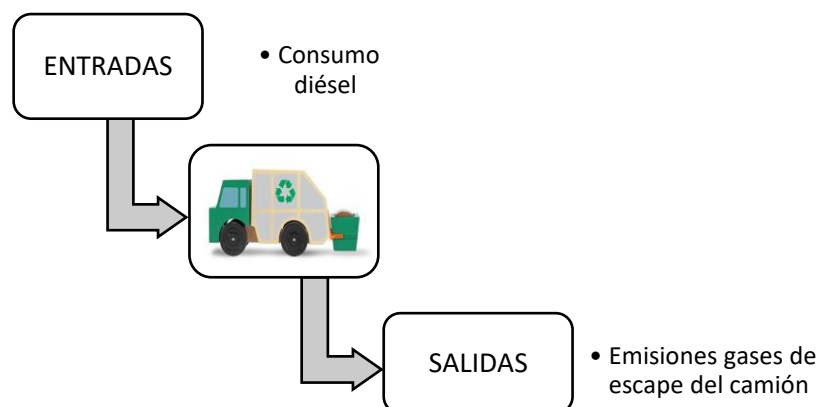 ENTRADAS
• Consumo
diésel
SALIDAS
• Emisiones gases de
escape del camión